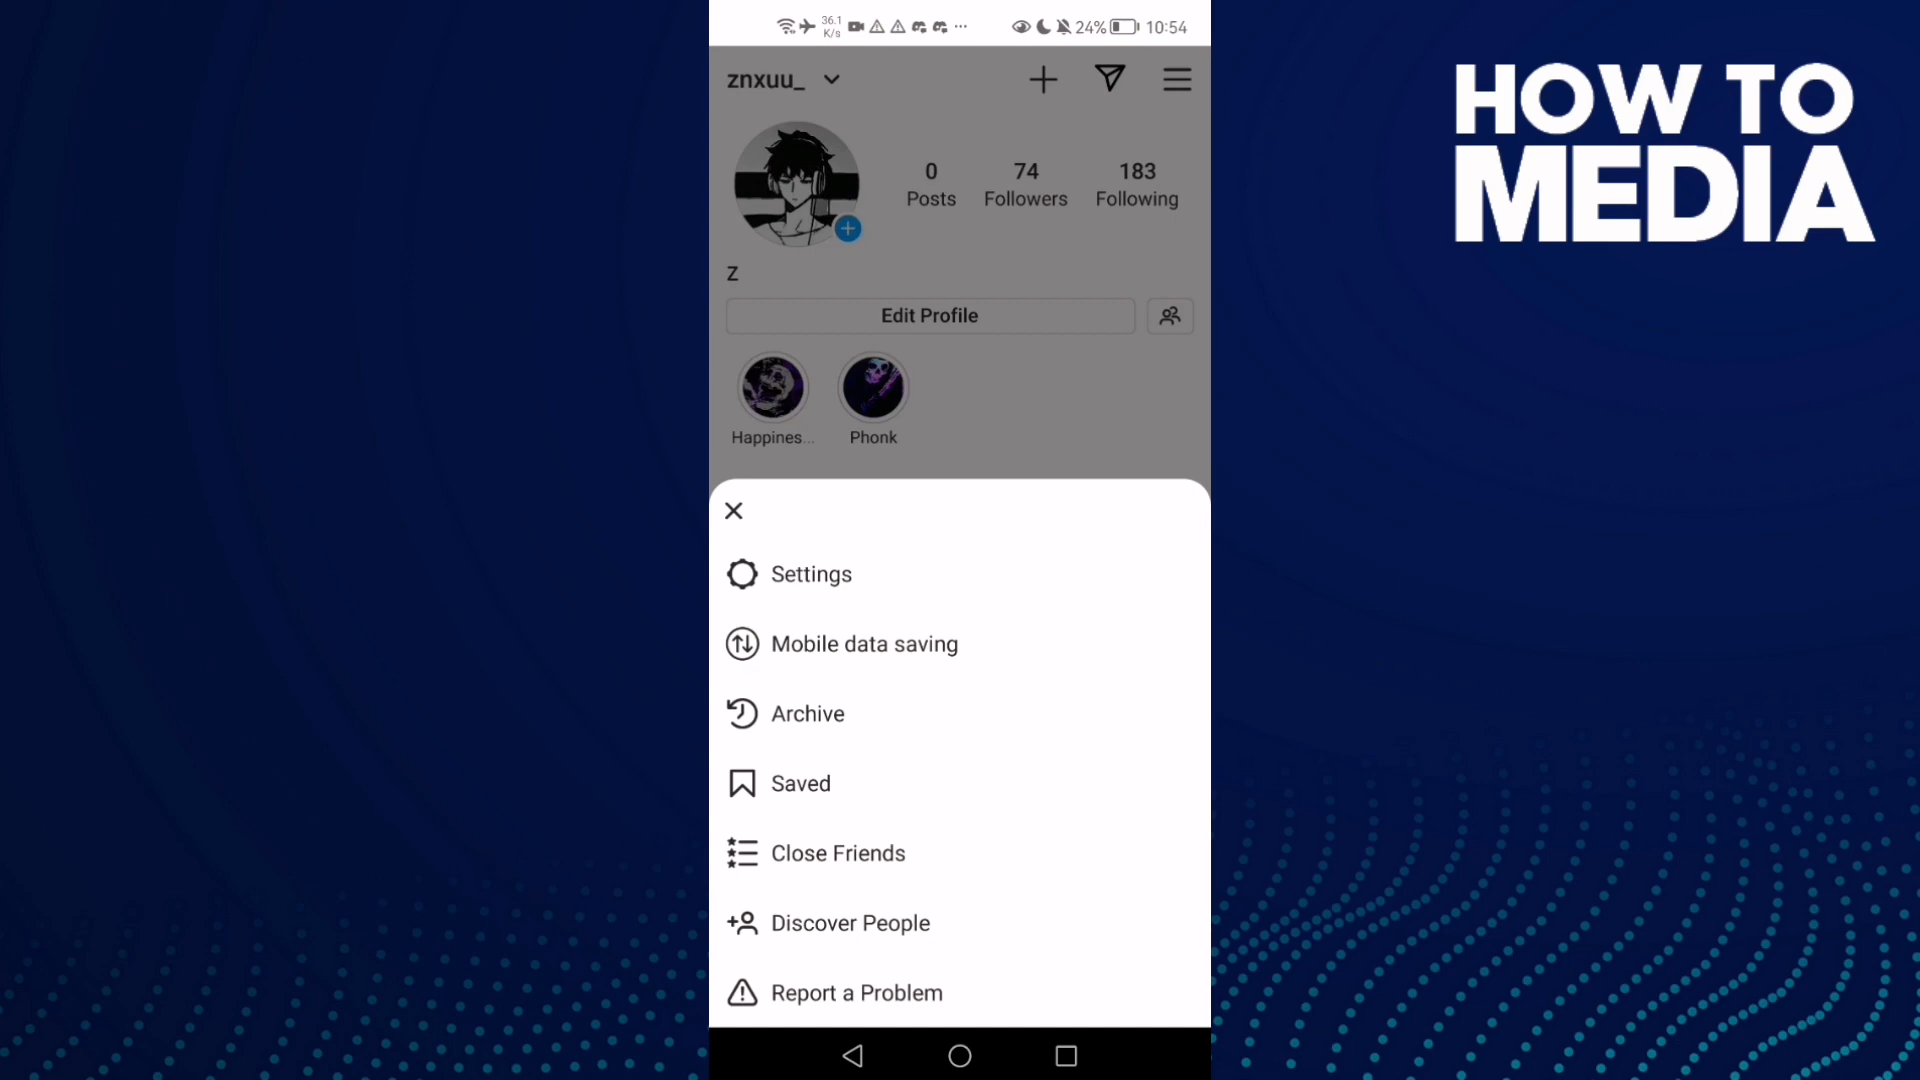 36.1
K/s
24%
10:54
znxuu_
0
Posts
74
Followers
183
Following
z
Edit Profile
Happines...
Phonk
Settings
Mobile data saving
Archive
Saved
Close Friends
Discover People
Report a Problem
HOW TO
MEDIA